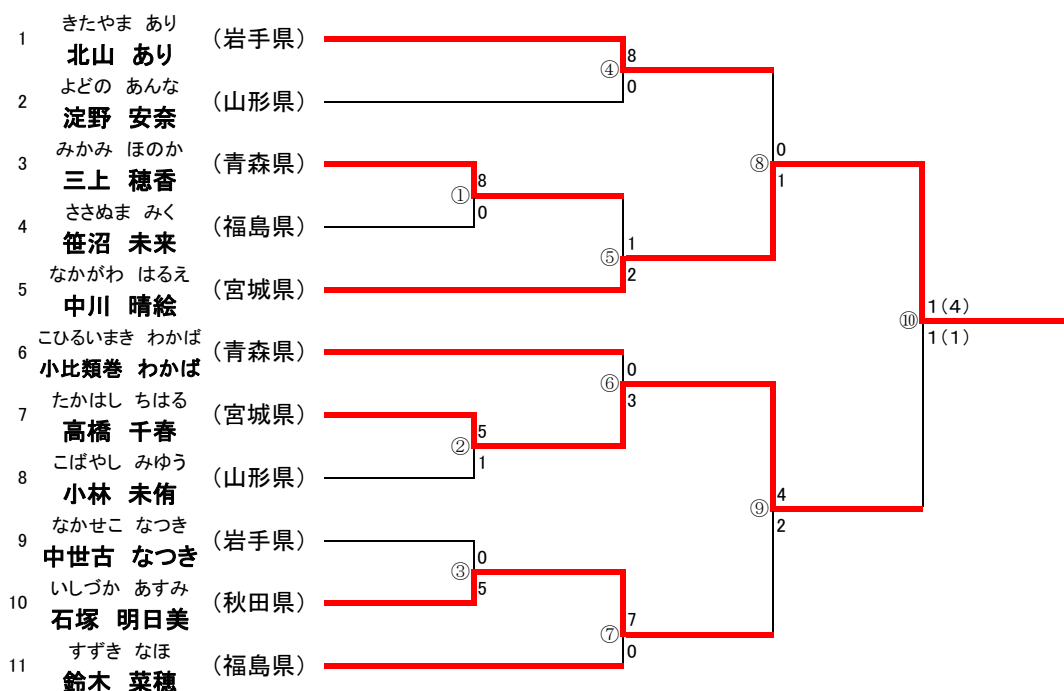 1 きたやま あり
北山 あり (岩手県)
2 よどの あんな
淀野 安奈 (山形県)
3 みかみ ほのか
三上 穂香 (青森県)
4 ささぬま みく
笹沼 未来 (福島県)
5 なかがわ はるえ
中川 晴絵 (宮城県)
6 こひるいまき わかば
小比類巻 わかば (青森県)
7 たかはし ちはる
高橋 千春 (宮城県)
8 こばやし みゆう
小林 未侑 (山形県)
9 なかせこ なつき
中世古 なつき (岩手県)
10 いしづか あすみ
石塚 明日美 (秋田県)
11 すずき なほ
鈴木 菜穂 (福島県)
① 8
0
② 5
1
③ 0
5
④ 8
0
⑤ 1
2
⑥ 0
3
⑦ 7
0
⑧ 0
1
⑨ 4
2
⑩ 1(4)
1(1)